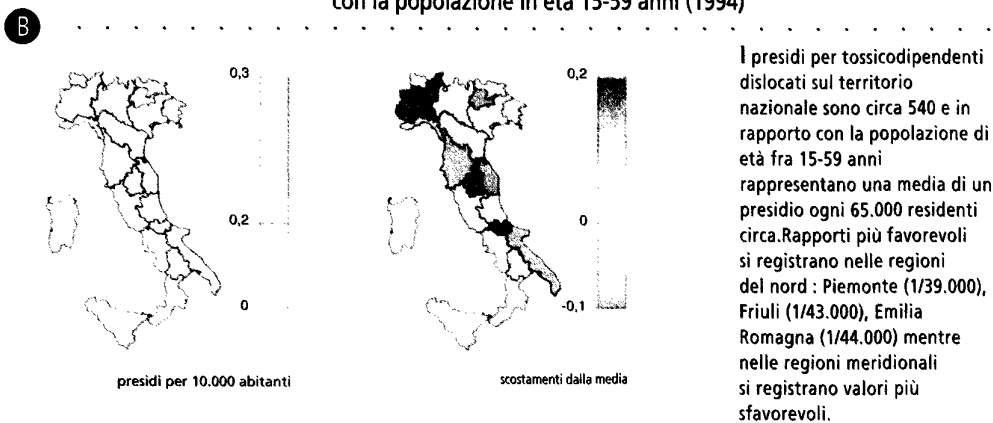 con la popolazione in età 15-59 anni (1994)
B
0,3
0,2
0
presidi per 10.000 abitanti
0,2
0
-0,1
scostamenti dalla media
I presidi per tossicodipendenti
dislocati sul territorio
nazionale sono circa 540 e in
rapporto con la popolazione di
età fra 15-59 anni
rappresentano una media di un
presidio ogni 65.000 residenti
circa.Rapporti più favorevoli
si registrano nelle regioni
del nord : Piemonte (1/39.000),
Friuli (1/43.000), Emilia
Romagna (1/44.000) mentre
nelle regioni meridionali
si registrano valori più
sfavorevoli.